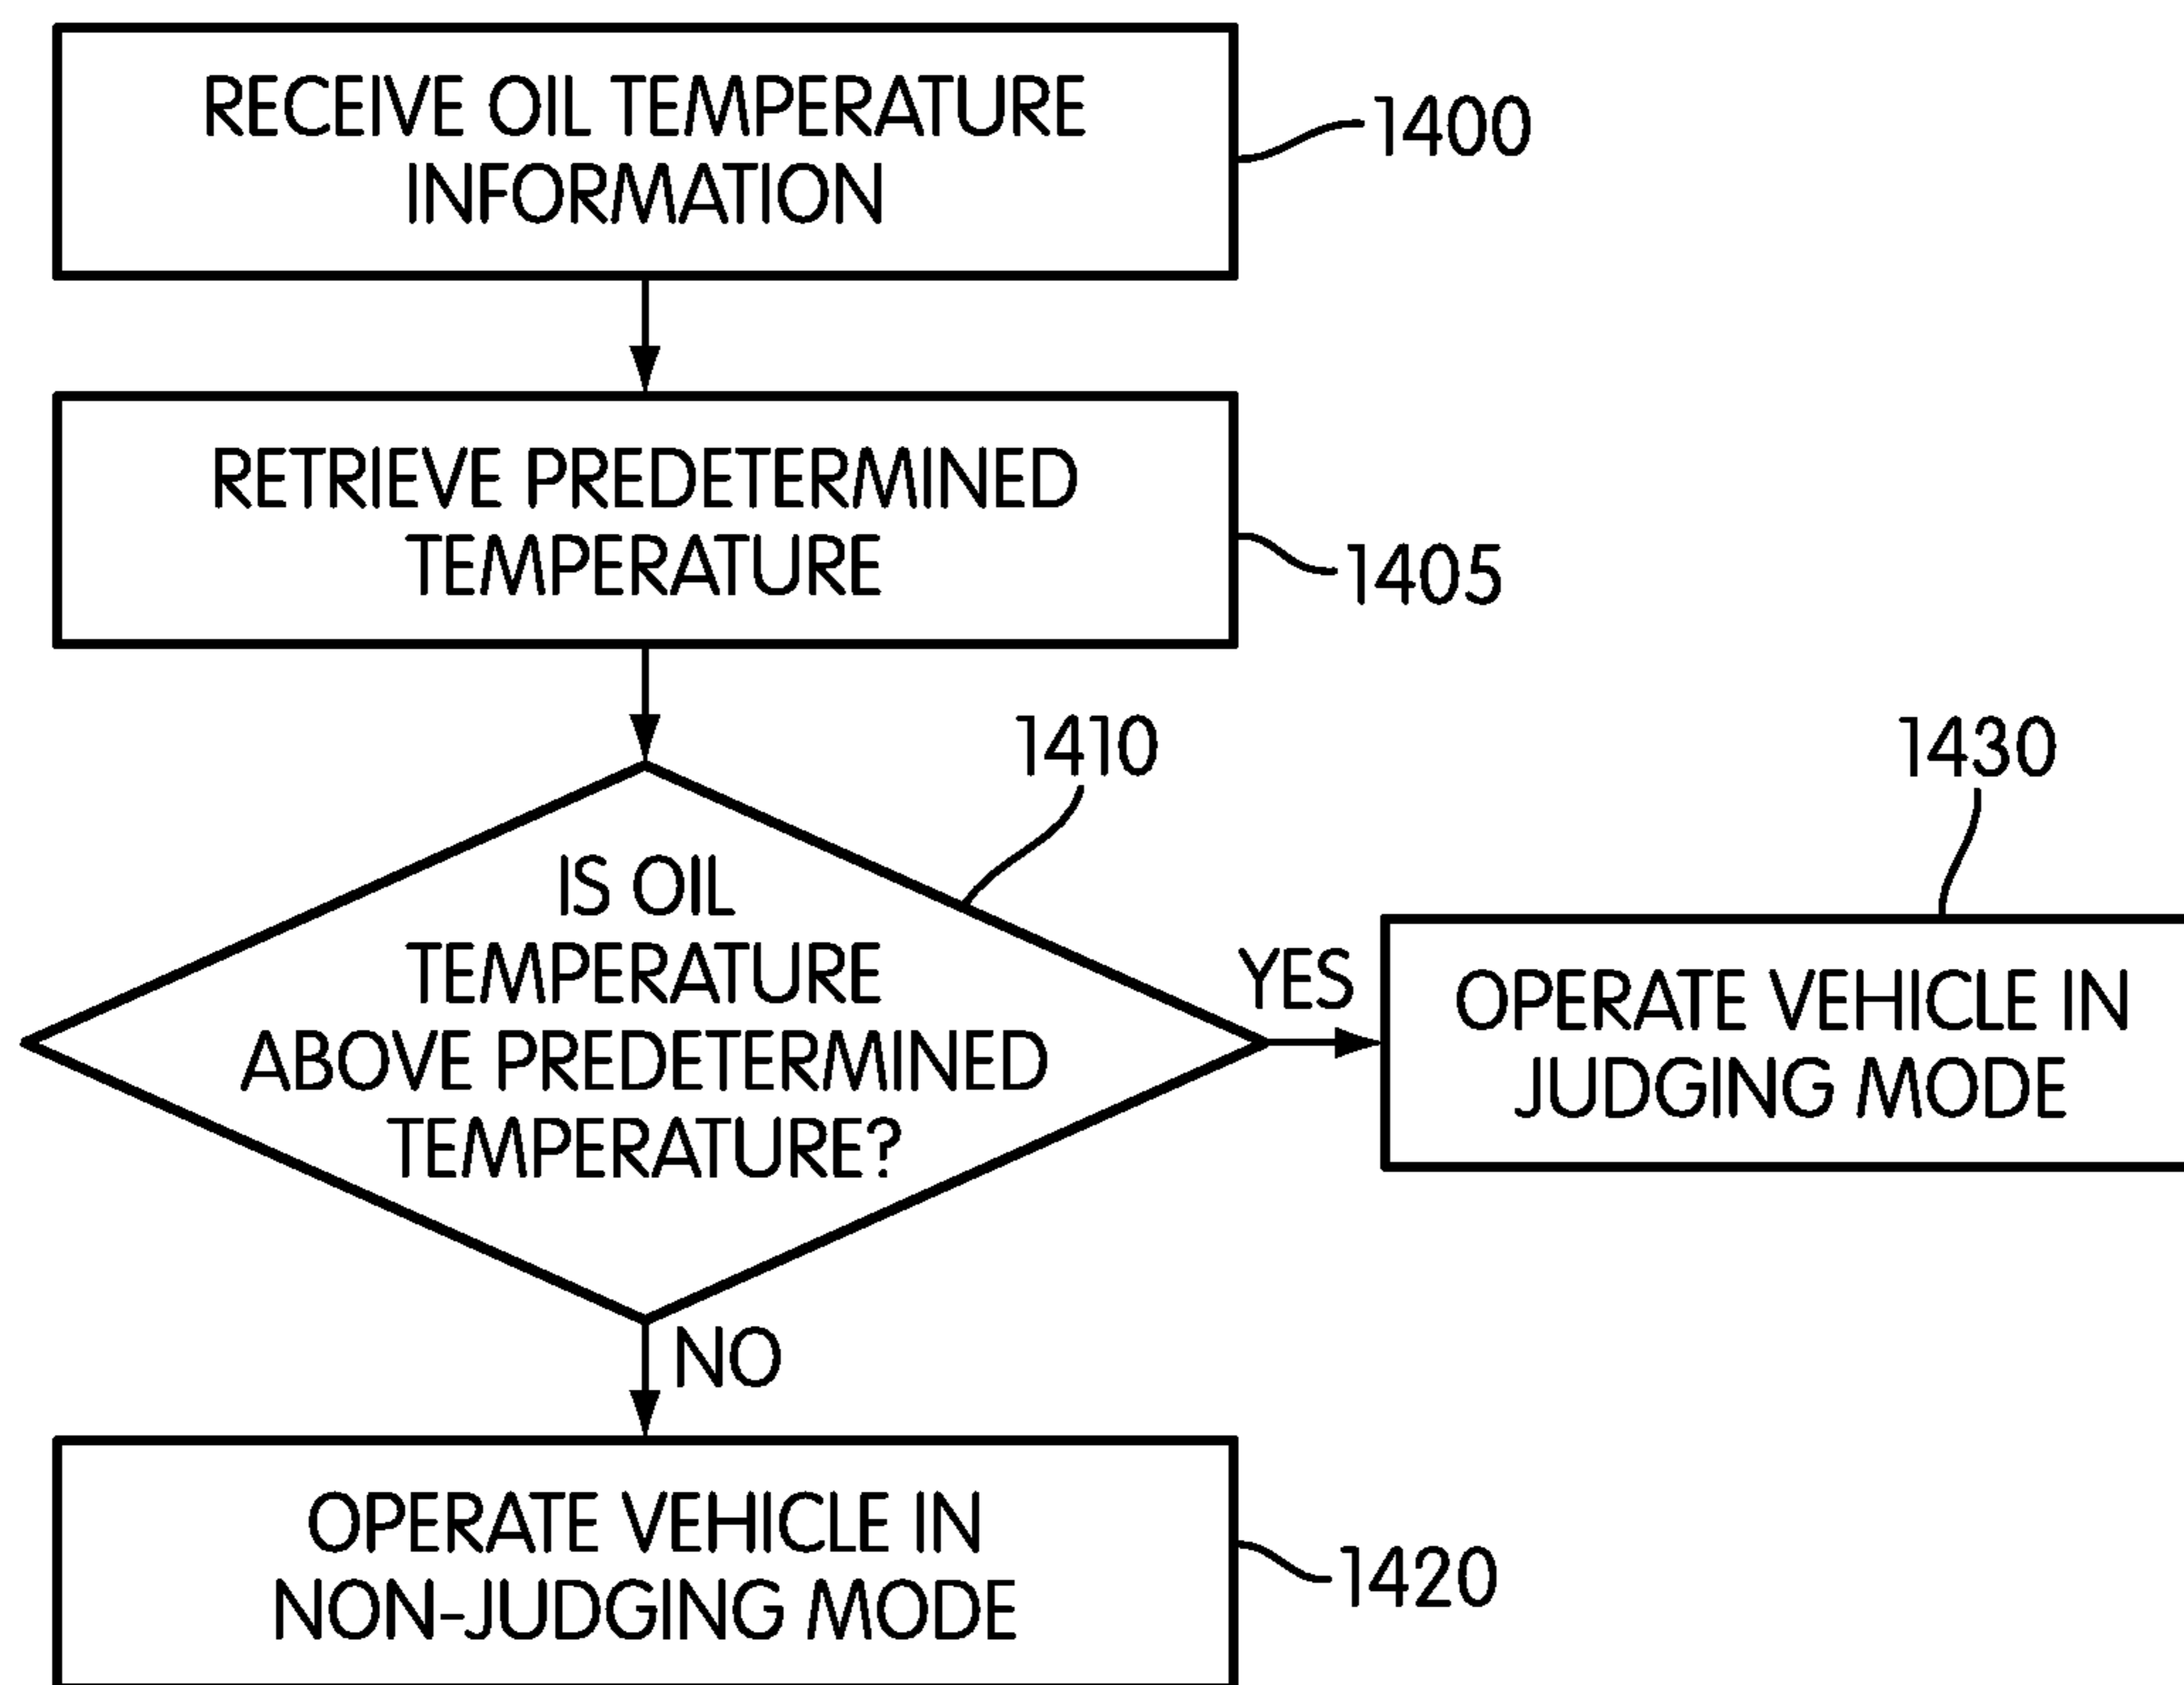 RECEIVE OIL TEMPERATURE
INFORMATION
1400
RETRIEVE PREDETERMINED
TEMPERATURE
1405
1410
1430
IS OIL
TEMPERATURE
ABOVE PREDETERMINED
TEMPERATURE?
YES
OPERATE VEHICLE IN
JUDGING MODE
NO
OPERATE VEHICLE IN
NON-JUDGING MODE
1420